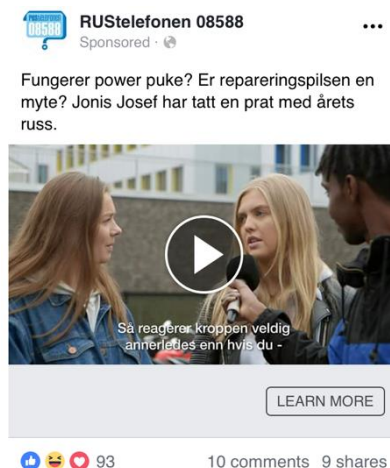 RUStelefonen 08588
Sponsored ·
Fungerer power puke? Er repareringspilsen en
myte? Jonis Josef har tatt en prat med årets
russ.
Så reagerer kroppen veldig
annerledes enn hvis du -
LEARN MORE
93 10 comments 9 shares